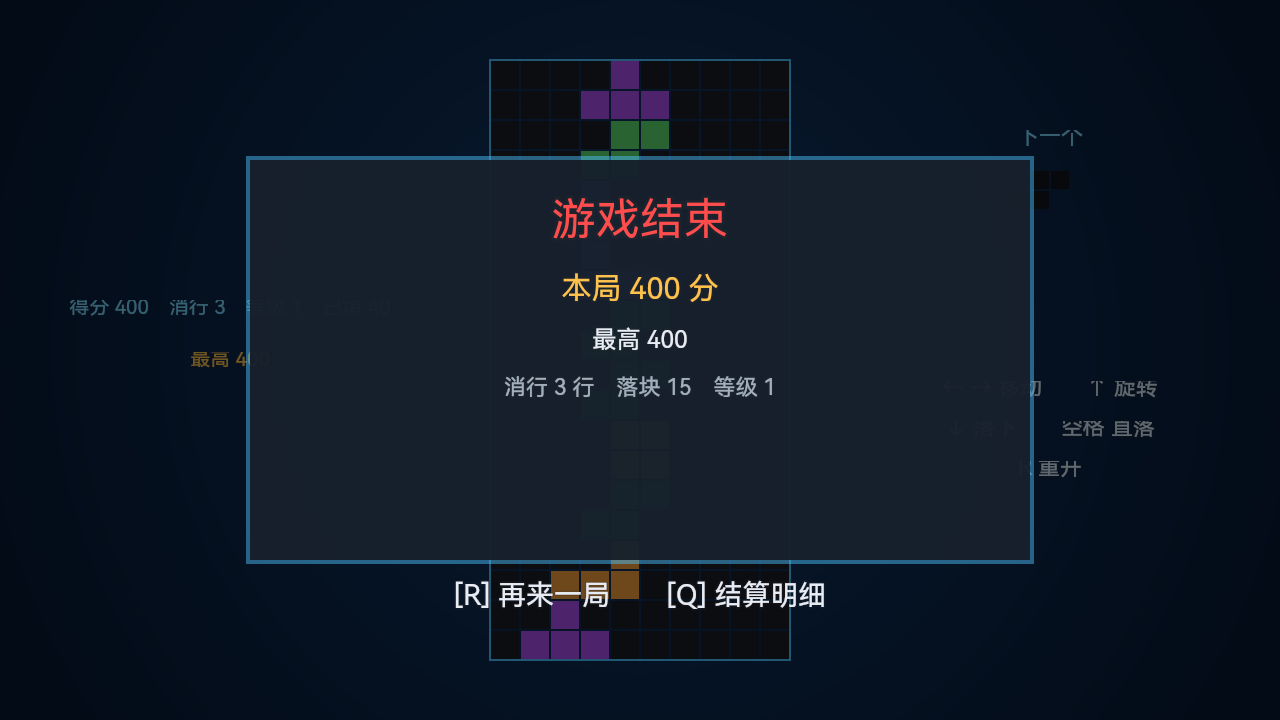 下一个
游戏结束
本局 400 分
得分 400 消行 3
最高 400
最高 400
消行 3 行 落块 15 等级 1
移动 ↑ 旋转
空格 直落
重开
[R] 再来一局 [Q] 结算明细